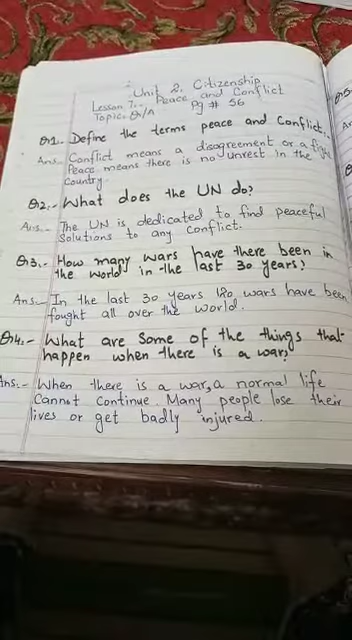 Unit 2. Citizenship
Lesson 7:- Peace and Conflict
Topic:- Q/A Pg # 56
Q1:- Define the terms peace and Conflict.
Ans:- Conflict means a disagreement or a
Peace means there is no unrest in the
country.
Q2:- What does the UN do?
Ans:- The UN is dedicated to find peaceful
Solutions to any conflict.
Q3:- How many wars have there been in
the world in the last 30 years?
Ans:- In the last 30 years 120 wars have been
fought all over the world.
Q4:- What are some of the things that
happen when there is a war?
Ans:- When there is a war, a normal life
Cannot continue. Many people lose their
lives or get badly injured.